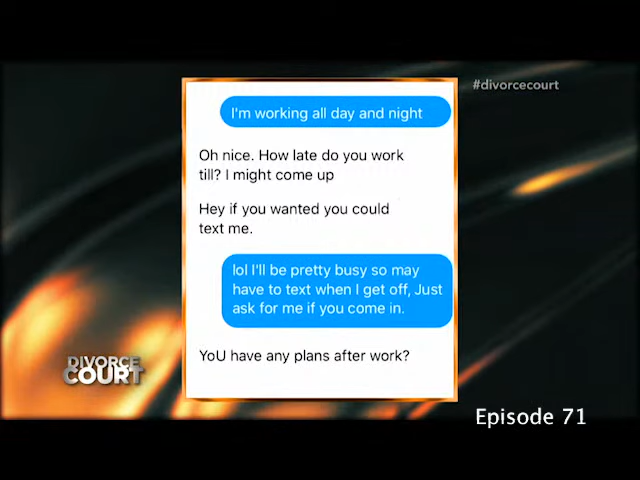 #divorcecourt
I'm working all day and night
Oh nice. How late do you work
till? I might come up
Hey if you wanted you could
text me.
lol I'll be pretty busy so may
have to text when I get off, Just
ask for me if you come in.
YoU have any plans after work?
DIVORCE
COURT
Episode 71